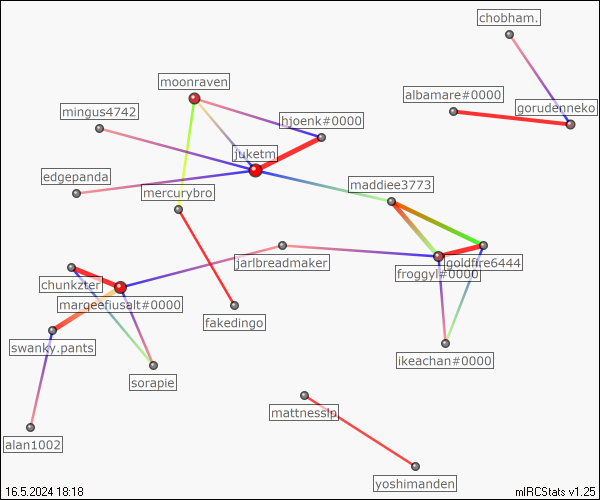 chobham.
moonraven
albamare#0000
mingus4742
gorudenneko
hjoenk#0000
juketm
edgepanda
maddiee3773
mercurybro
jarlbreadmaker
goldfire6444
froggyl#0000
chunkzter
margeefiusalt#0000
fakedingo
swanky.pants
ikeachan#0000
sorapie
mattnesslp
alan1002
yoshimanden
16.5.2024 18:18
mIRCStats v1.25